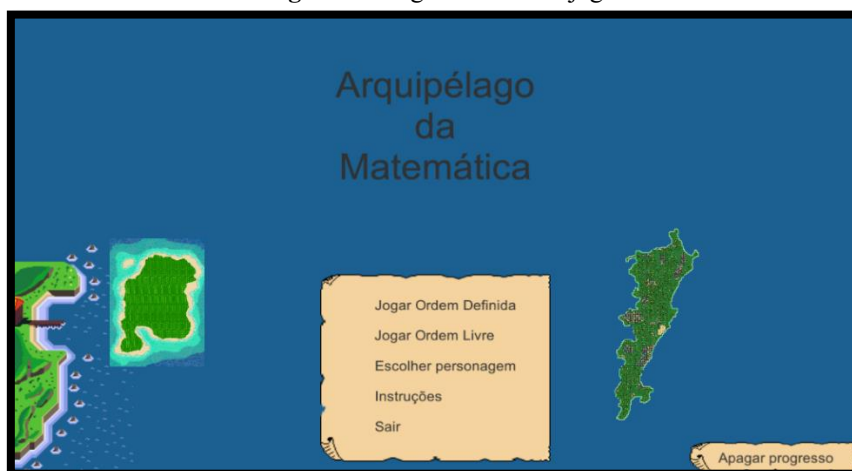 Arquipélago
da
Matemática
Jogar Ordem Definida
Jogar Ordem Livre
Escolher personagem
Instruções
Sair
Apagar progresso